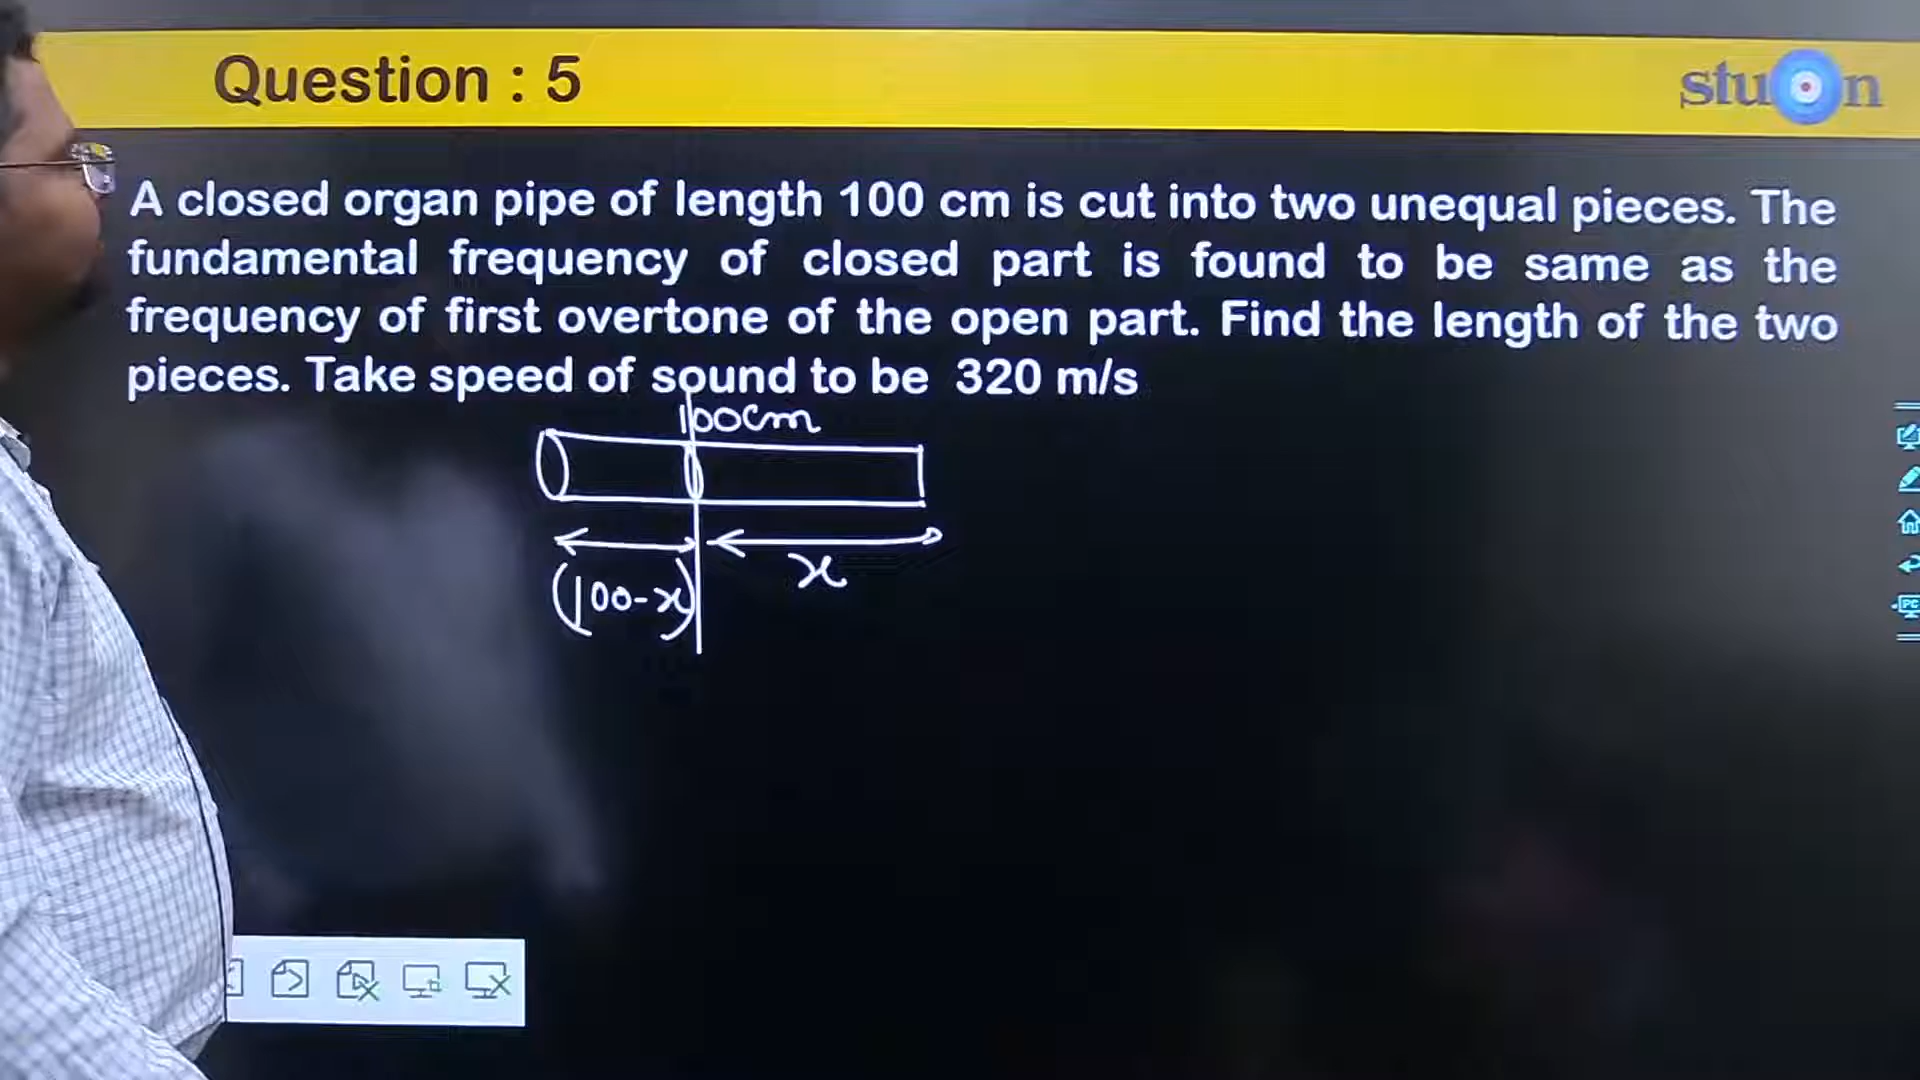 Question : 5
stuon
A closed organ pipe of length 100 cm is cut into two unequal pieces. The
fundamental frequency of closed part is found to be same as the
frequency of first overtone of the open part. Find the length of the two
pieces. Take speed of sound to be 320 m/s
100cm
(100-x)
x
PC